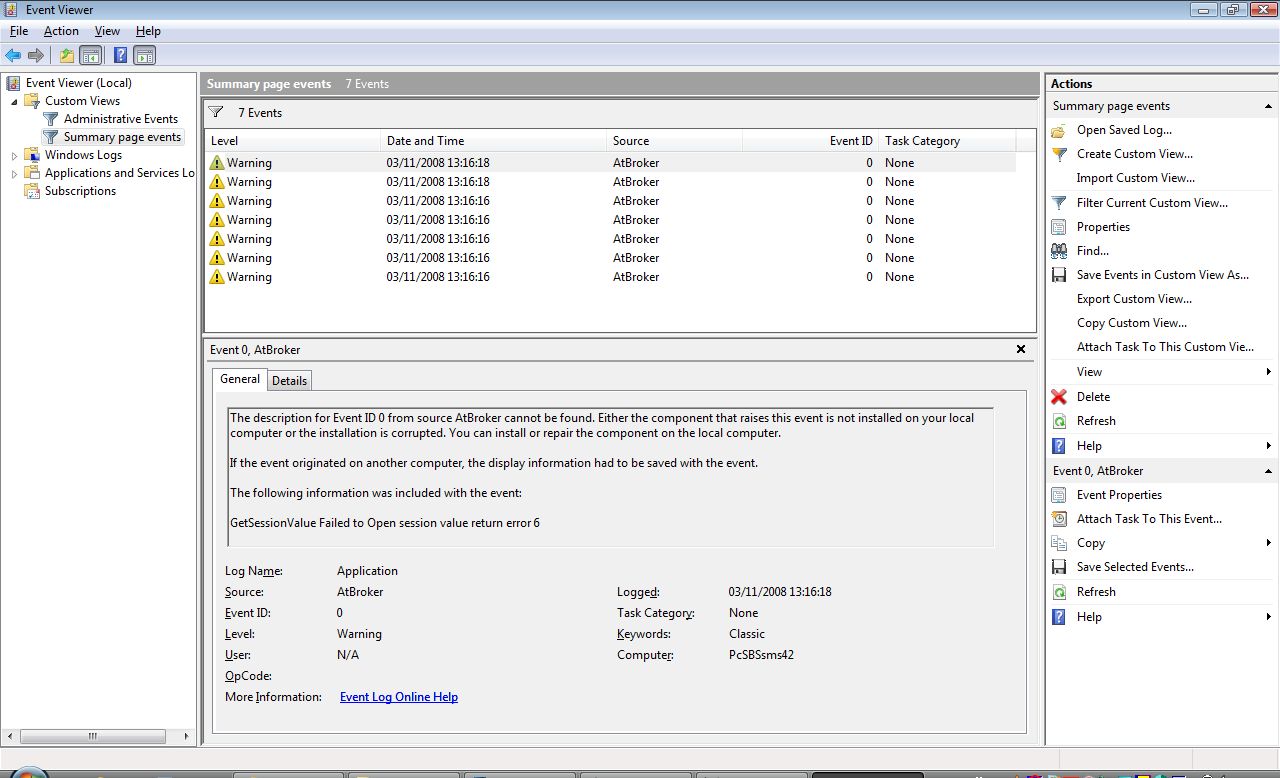 Event Viewer
File Action View Help
Event Viewer (Local)
Custom Views
Administrative Events
Summary page events
Windows Logs
Applications and Services Lo
Subscriptions
Summary page events 7 Events
7 Events
Level Date and Time Source Event ID Task Category
Warning 03/11/2008 13:16:18 AtBroker 0 None
Warning 03/11/2008 13:16:18 AtBroker 0 None
Warning 03/11/2008 13:16:16 AtBroker 0 None
Warning 03/11/2008 13:16:16 AtBroker 0 None
Warning 03/11/2008 13:16:16 AtBroker 0 None
Warning 03/11/2008 13:16:16 AtBroker 0 None
Warning 03/11/2008 13:16:16 AtBroker 0 None
Event 0, AtBroker
General Details
The description for Event ID 0 from source AtBroker cannot be found. Either the component that raises this event is not installed on your local
computer or the installation is corrupted. You can install or repair the component on the local computer.
If the event originated on another computer, the display information had to be saved with the event.
The following information was included with the event:
GetSessionValue Failed to Open session value return error 6
Log Name: Application
Source: AtBroker Logged: 03/11/2008 13:16:18
Event ID: 0 Task Category: None
Level: Warning Keywords: Classic
User: N/A Computer: PcSBSsms42
OpCode:
More Information: Event Log Online Help
Actions
Summary page events
Open Saved Log...
Create Custom View...
Import Custom View...
Filter Current Custom View...
Properties
Find...
Save Events in Custom View As...
Export Custom View...
Copy Custom View...
Attach Task To This Custom Vie...
View
Delete
Refresh
Help
Event 0, AtBroker
Event Properties
Attach Task To This Event...
Copy
Save Selected Events...
Refresh
Help